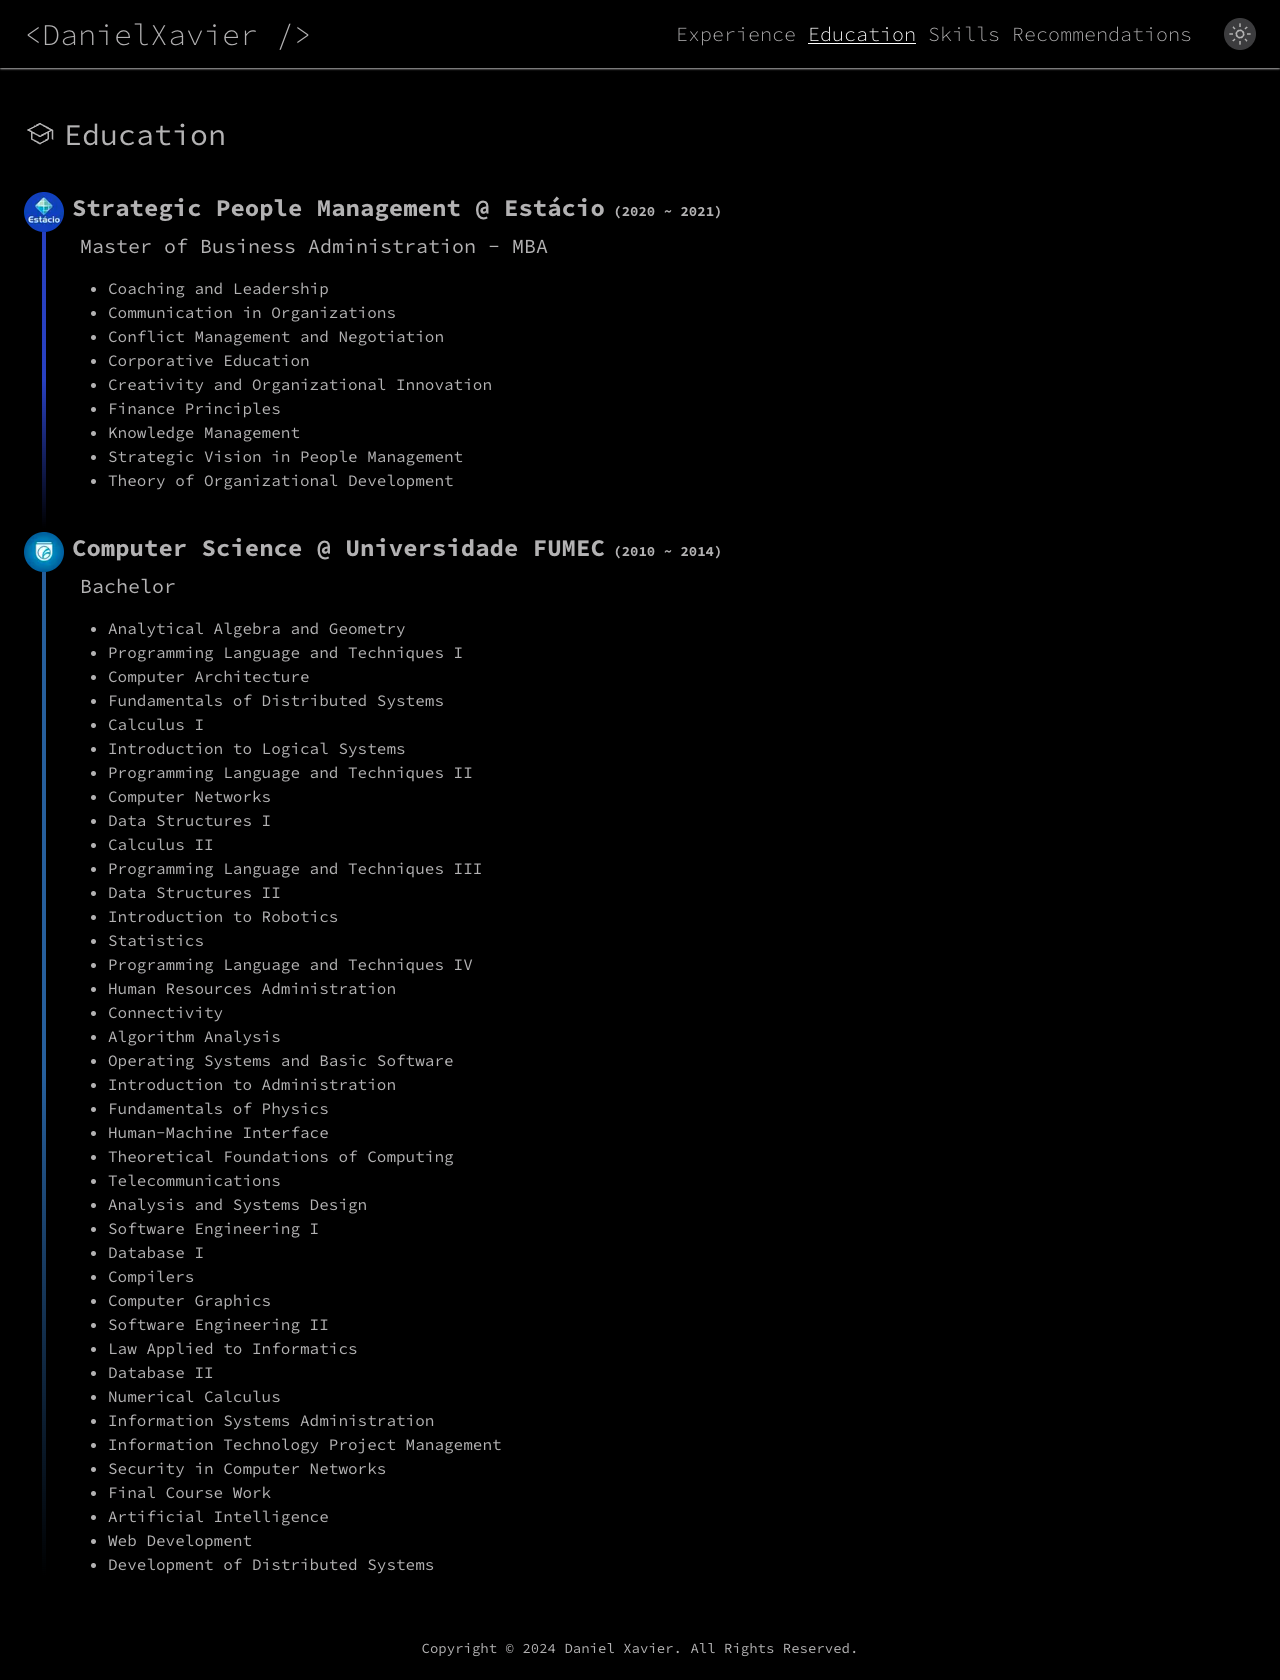 <DanielXavier />
Experience Education Skills Recommendations
Education
Strategic People Management @ Estácio (2020 ~ 2021)
Estácio
Master of Business Administration - MBA
• Coaching and Leadership
• Communication in Organizations
• Conflict Management and Negotiation
• Corporative Education
• Creativity and Organizational Innovation
• Finance Principles
• Knowledge Management
• Strategic Vision in People Management
• Theory of Organizational Development
Computer Science @ Universidade FUMEC (2010 ~ 2014)
Bachelor
• Analytical Algebra and Geometry
• Programming Language and Techniques I
• Computer Architecture
• Fundamentals of Distributed Systems
• Calculus I
• Introduction to Logical Systems
• Programming Language and Techniques II
• Computer Networks
• Data Structures I
• Calculus II
• Programming Language and Techniques III
• Data Structures II
• Introduction to Robotics
• Statistics
• Programming Language and Techniques IV
• Human Resources Administration
• Connectivity
• Algorithm Analysis
• Operating Systems and Basic Software
• Introduction to Administration
• Fundamentals of Physics
• Human-Machine Interface
• Theoretical Foundations of Computing
• Telecommunications
• Analysis and Systems Design
• Software Engineering I
• Database I
• Compilers
• Computer Graphics
• Software Engineering II
• Law Applied to Informatics
• Database II
• Numerical Calculus
• Information Systems Administration
• Information Technology Project Management
• Security in Computer Networks
• Final Course Work
• Artificial Intelligence
• Web Development
• Development of Distributed Systems
Copyright © 2024 Daniel Xavier. All Rights Reserved.